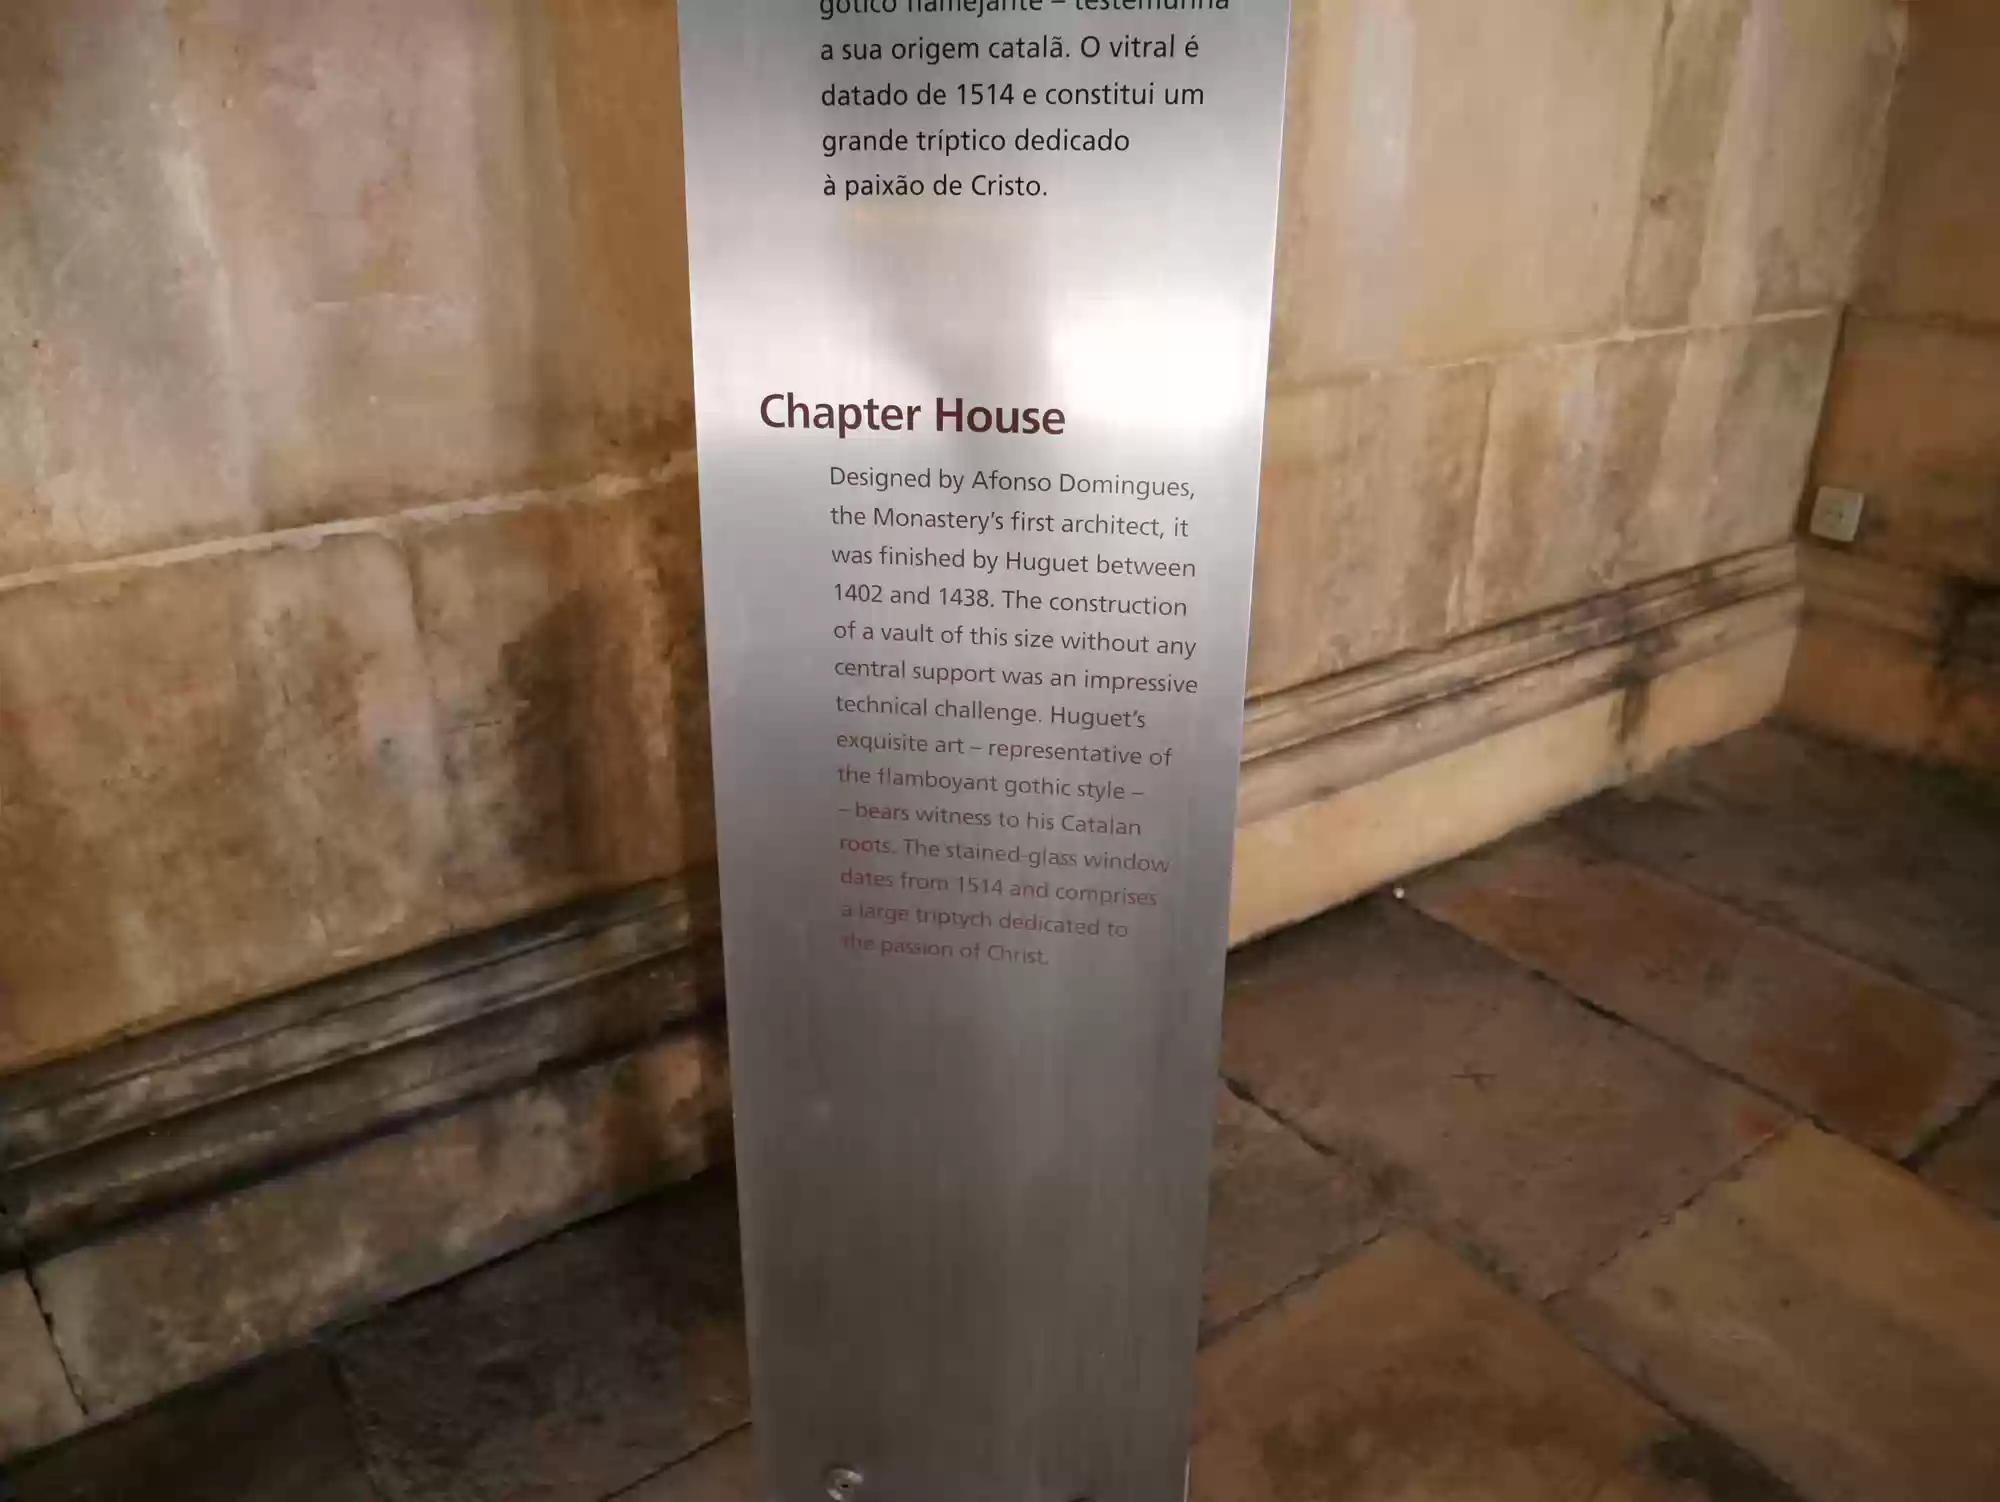 gótico flamejante – testemunha
a sua origem catalã. O vitral é
datado de 1514 e constitui um
grande tríptico dedicado
à paixão de Cristo.
Chapter House
Designed by Afonso Domingues,
the Monastery's first architect, it
was finished by Huguet between
1402 and 1438. The construction
of a vault of this size without any
central support was an impressive
technical challenge. Huguet's
exquisite art – representative of
the flamboyant gothic style –
– bears witness to his Catalan
roots. The stained-glass window
dates from 1514 and comprises
a large triptych dedicated to
the passion of Christ.